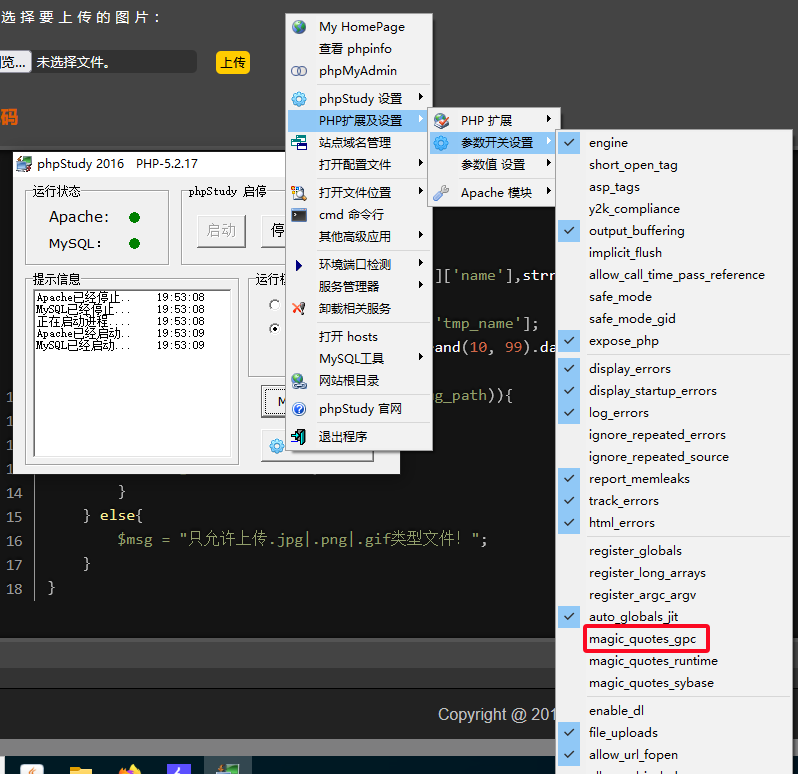 选择要上传的图片:
览... 未选择文件。 上传
码
phpStudy 2016 PHP-5.2.17
运行状态
Apache:
MySQL:
phpStudy 启停
启动
停
提示信息
Apache已经停止.. 19:53:08
MySQL已经停止... 19:53:08
正在启动进程.... 19:53:08
Apache已经启动.. 19:53:09
MySQL已经启动... 19:53:09
M
My HomePage
查看 phpinfo
phpMyAdmin
phpStudy 设置
PHP扩展及设置
站点域名管理
打开配置文件
打开文件位置
cmd 命令行
其他高级应用
环境端口检测
服务管理器
卸载相关服务
打开 hosts
MySQL工具
网站根目录
phpStudy 官网
退出程序
PHP 扩展
参数开关设置
参数值 设置
Apache 模块
engine
short_open_tag
asp_tags
y2k_compliance
output_buffering
implicit_flush
allow_call_time_pass_reference
safe_mode
safe_mode_gid
expose_php
display_errors
display_startup_errors
log_errors
ignore_repeated_errors
ignore_repeated_source
report_memleaks
track_errors
html_errors
register_globals
register_long_arrays
register_argc_argv
auto_globals_jit
magic_quotes_gpc
magic_quotes_runtime
magic_quotes_sybase
enable_dl
file_uploads
allow_url_fopen
]['name'],strr
'tmp_name'];
and(10, 99).da
g_path)){
14 }
15 } else{
16 $msg = "只允许上传.jpg|.png|.gif类型文件！";
17 }
18 }
Copyright @ 201